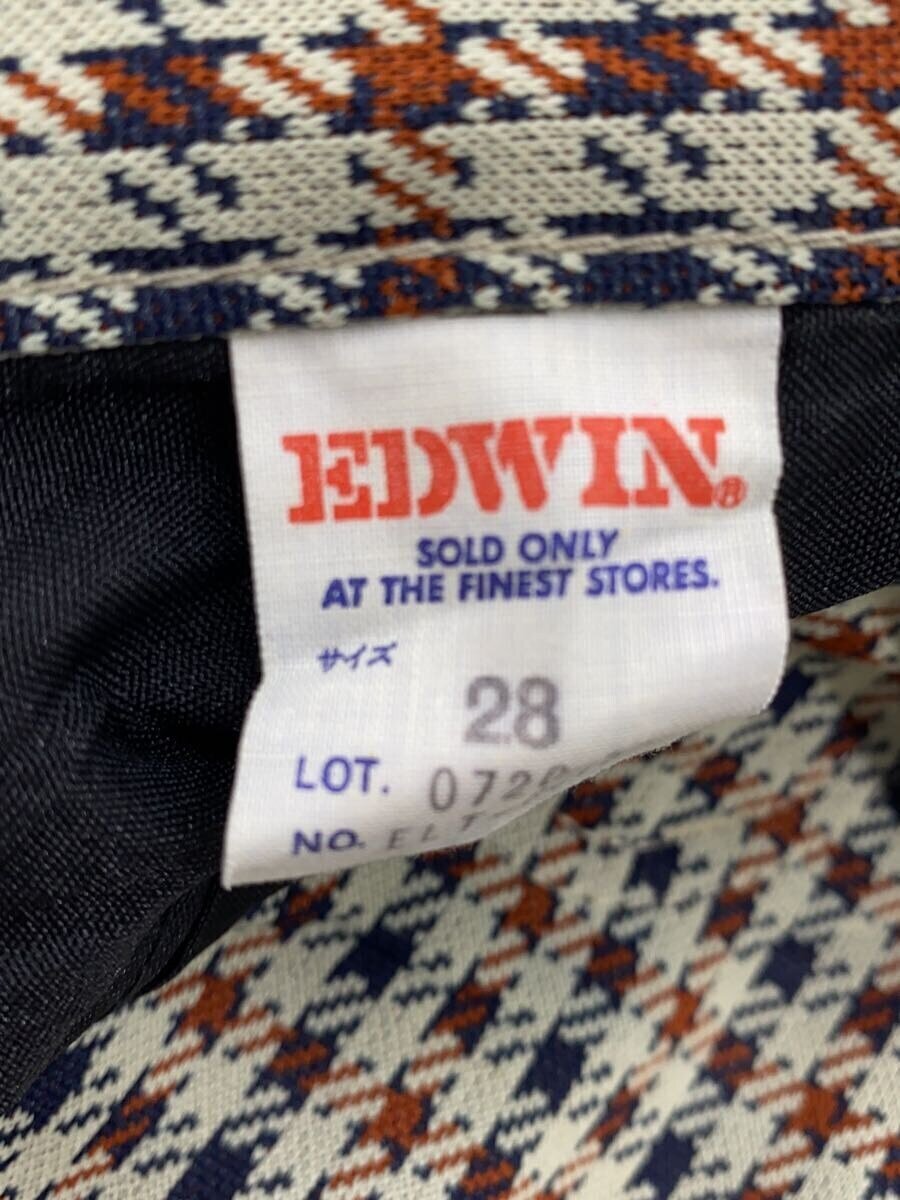 EDWIN®
SOLD ONLY
AT THE FINEST STORES.
サイズ
28
LOT.
NO.